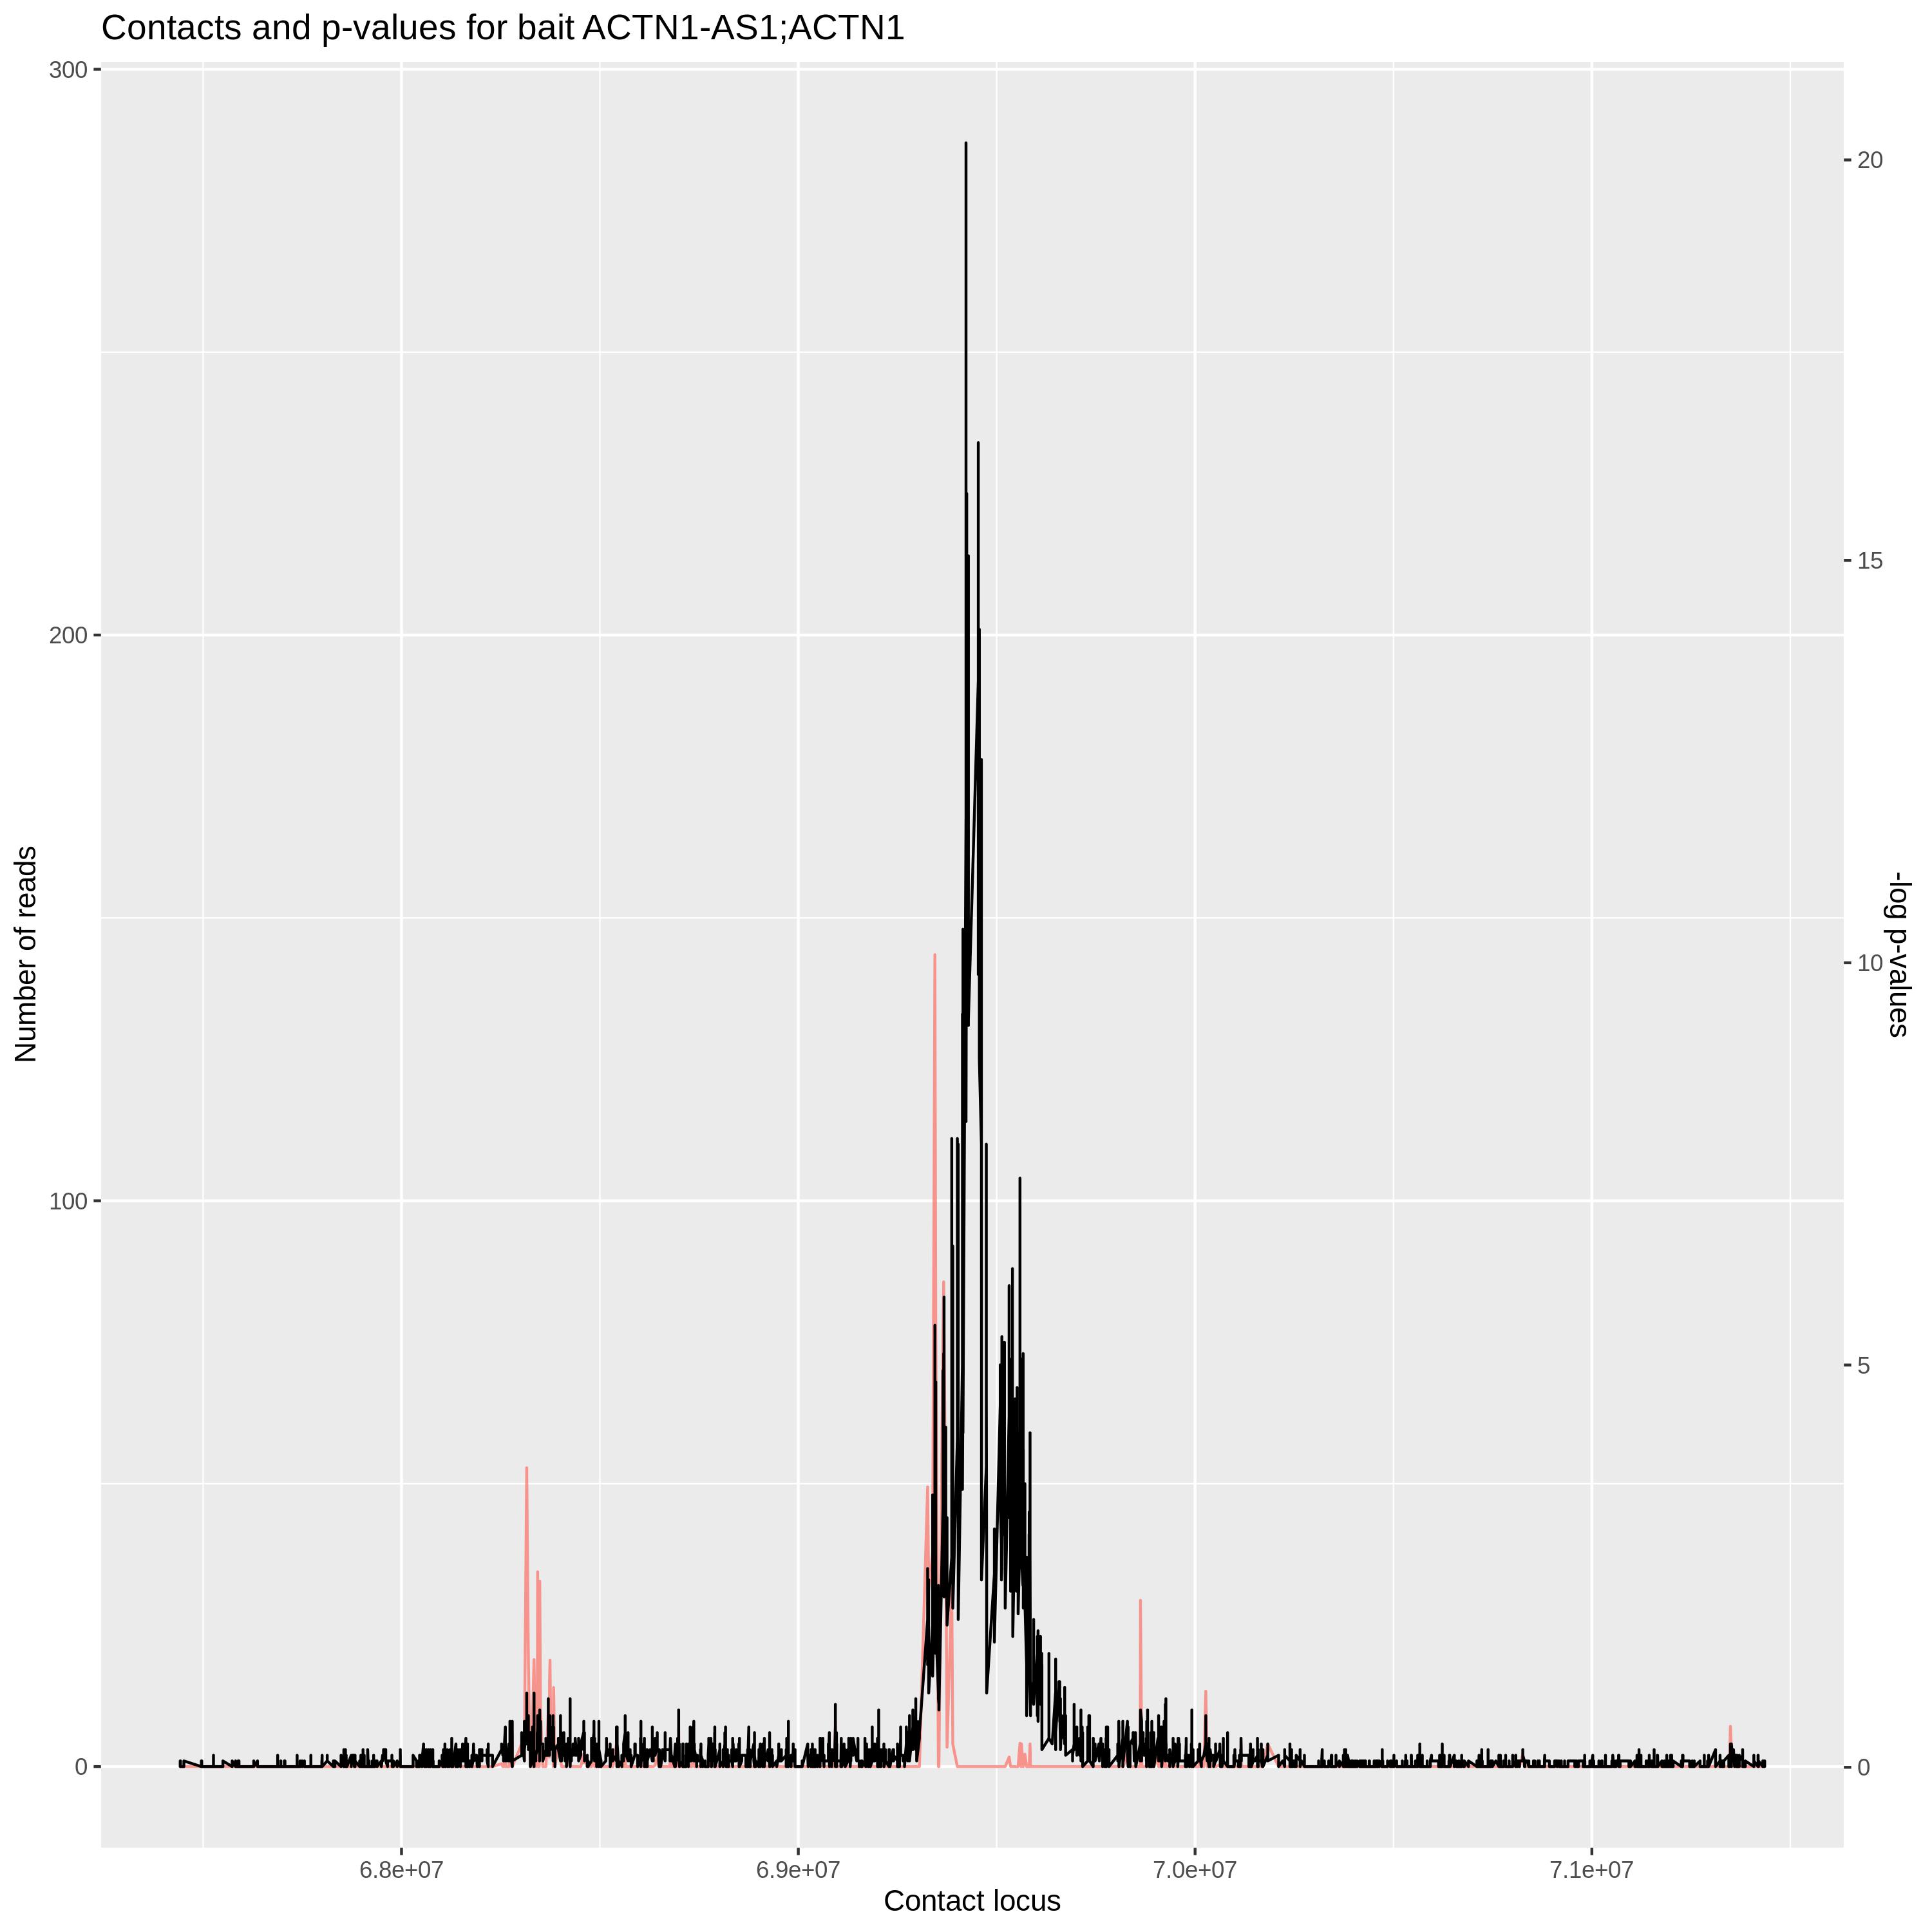 Contacts and p-values for bait ACTN1-AS1;ACTN1
300
200
100
0
Number of reads
20
15
10
5
0
-log p-values
6.8e+07 6.9e+07 7.0e+07 7.1e+07
Contact locus